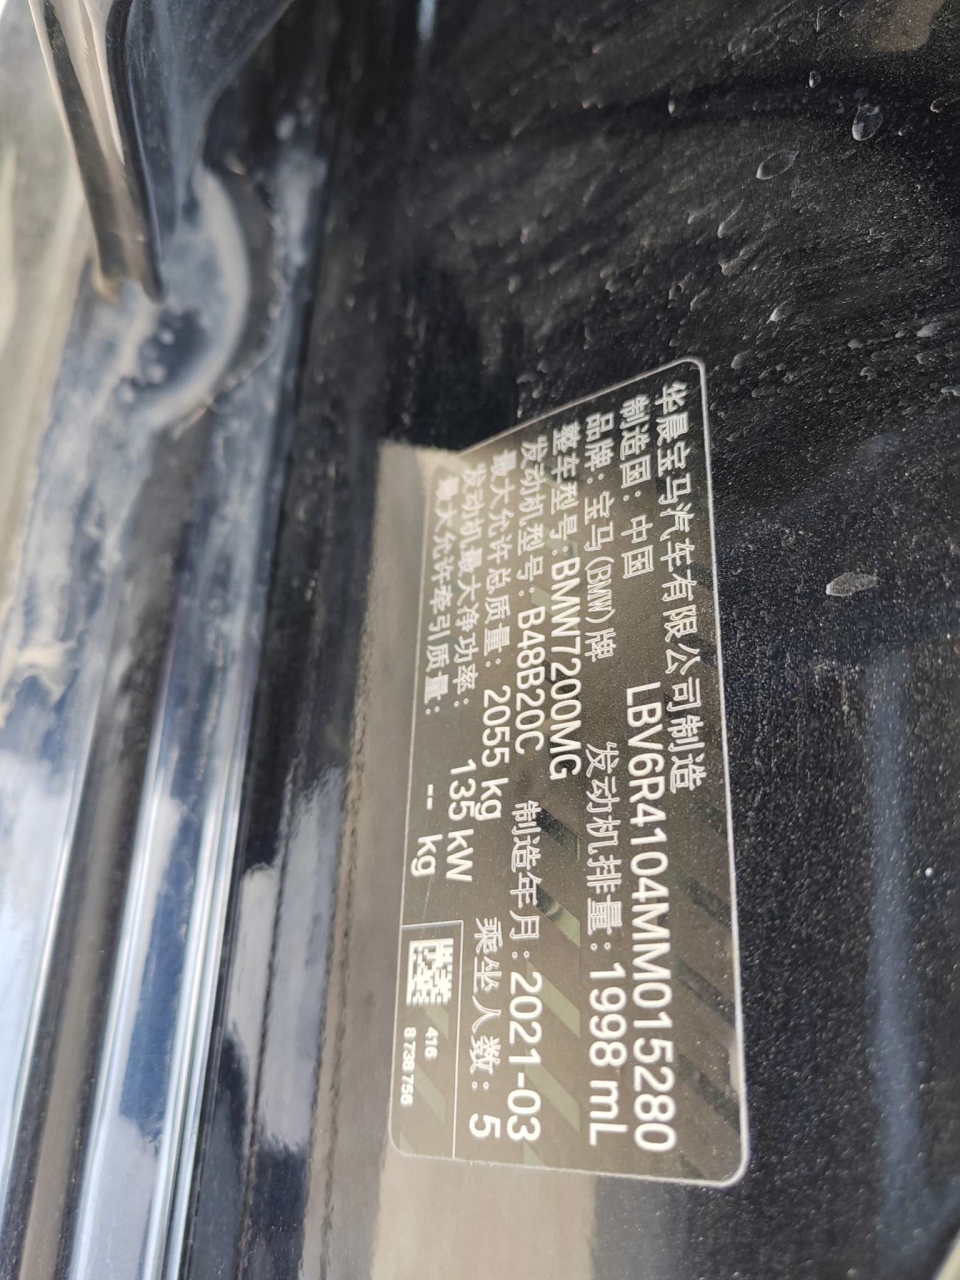 华晨宝马汽车有限公司制造
制造国：中国 LBV6R4104MM015280
品牌：宝马(BMW)牌 发动机排量：1998 mL
整车型号：BMW7200MG
发动机型号：B48B20C 制造年月：2021-03
最大允许总质量：2055 kg 乘坐人数：5
发动机最大净功率：135 kW
最大允许牵引质量：-- kg
416
8 738 756